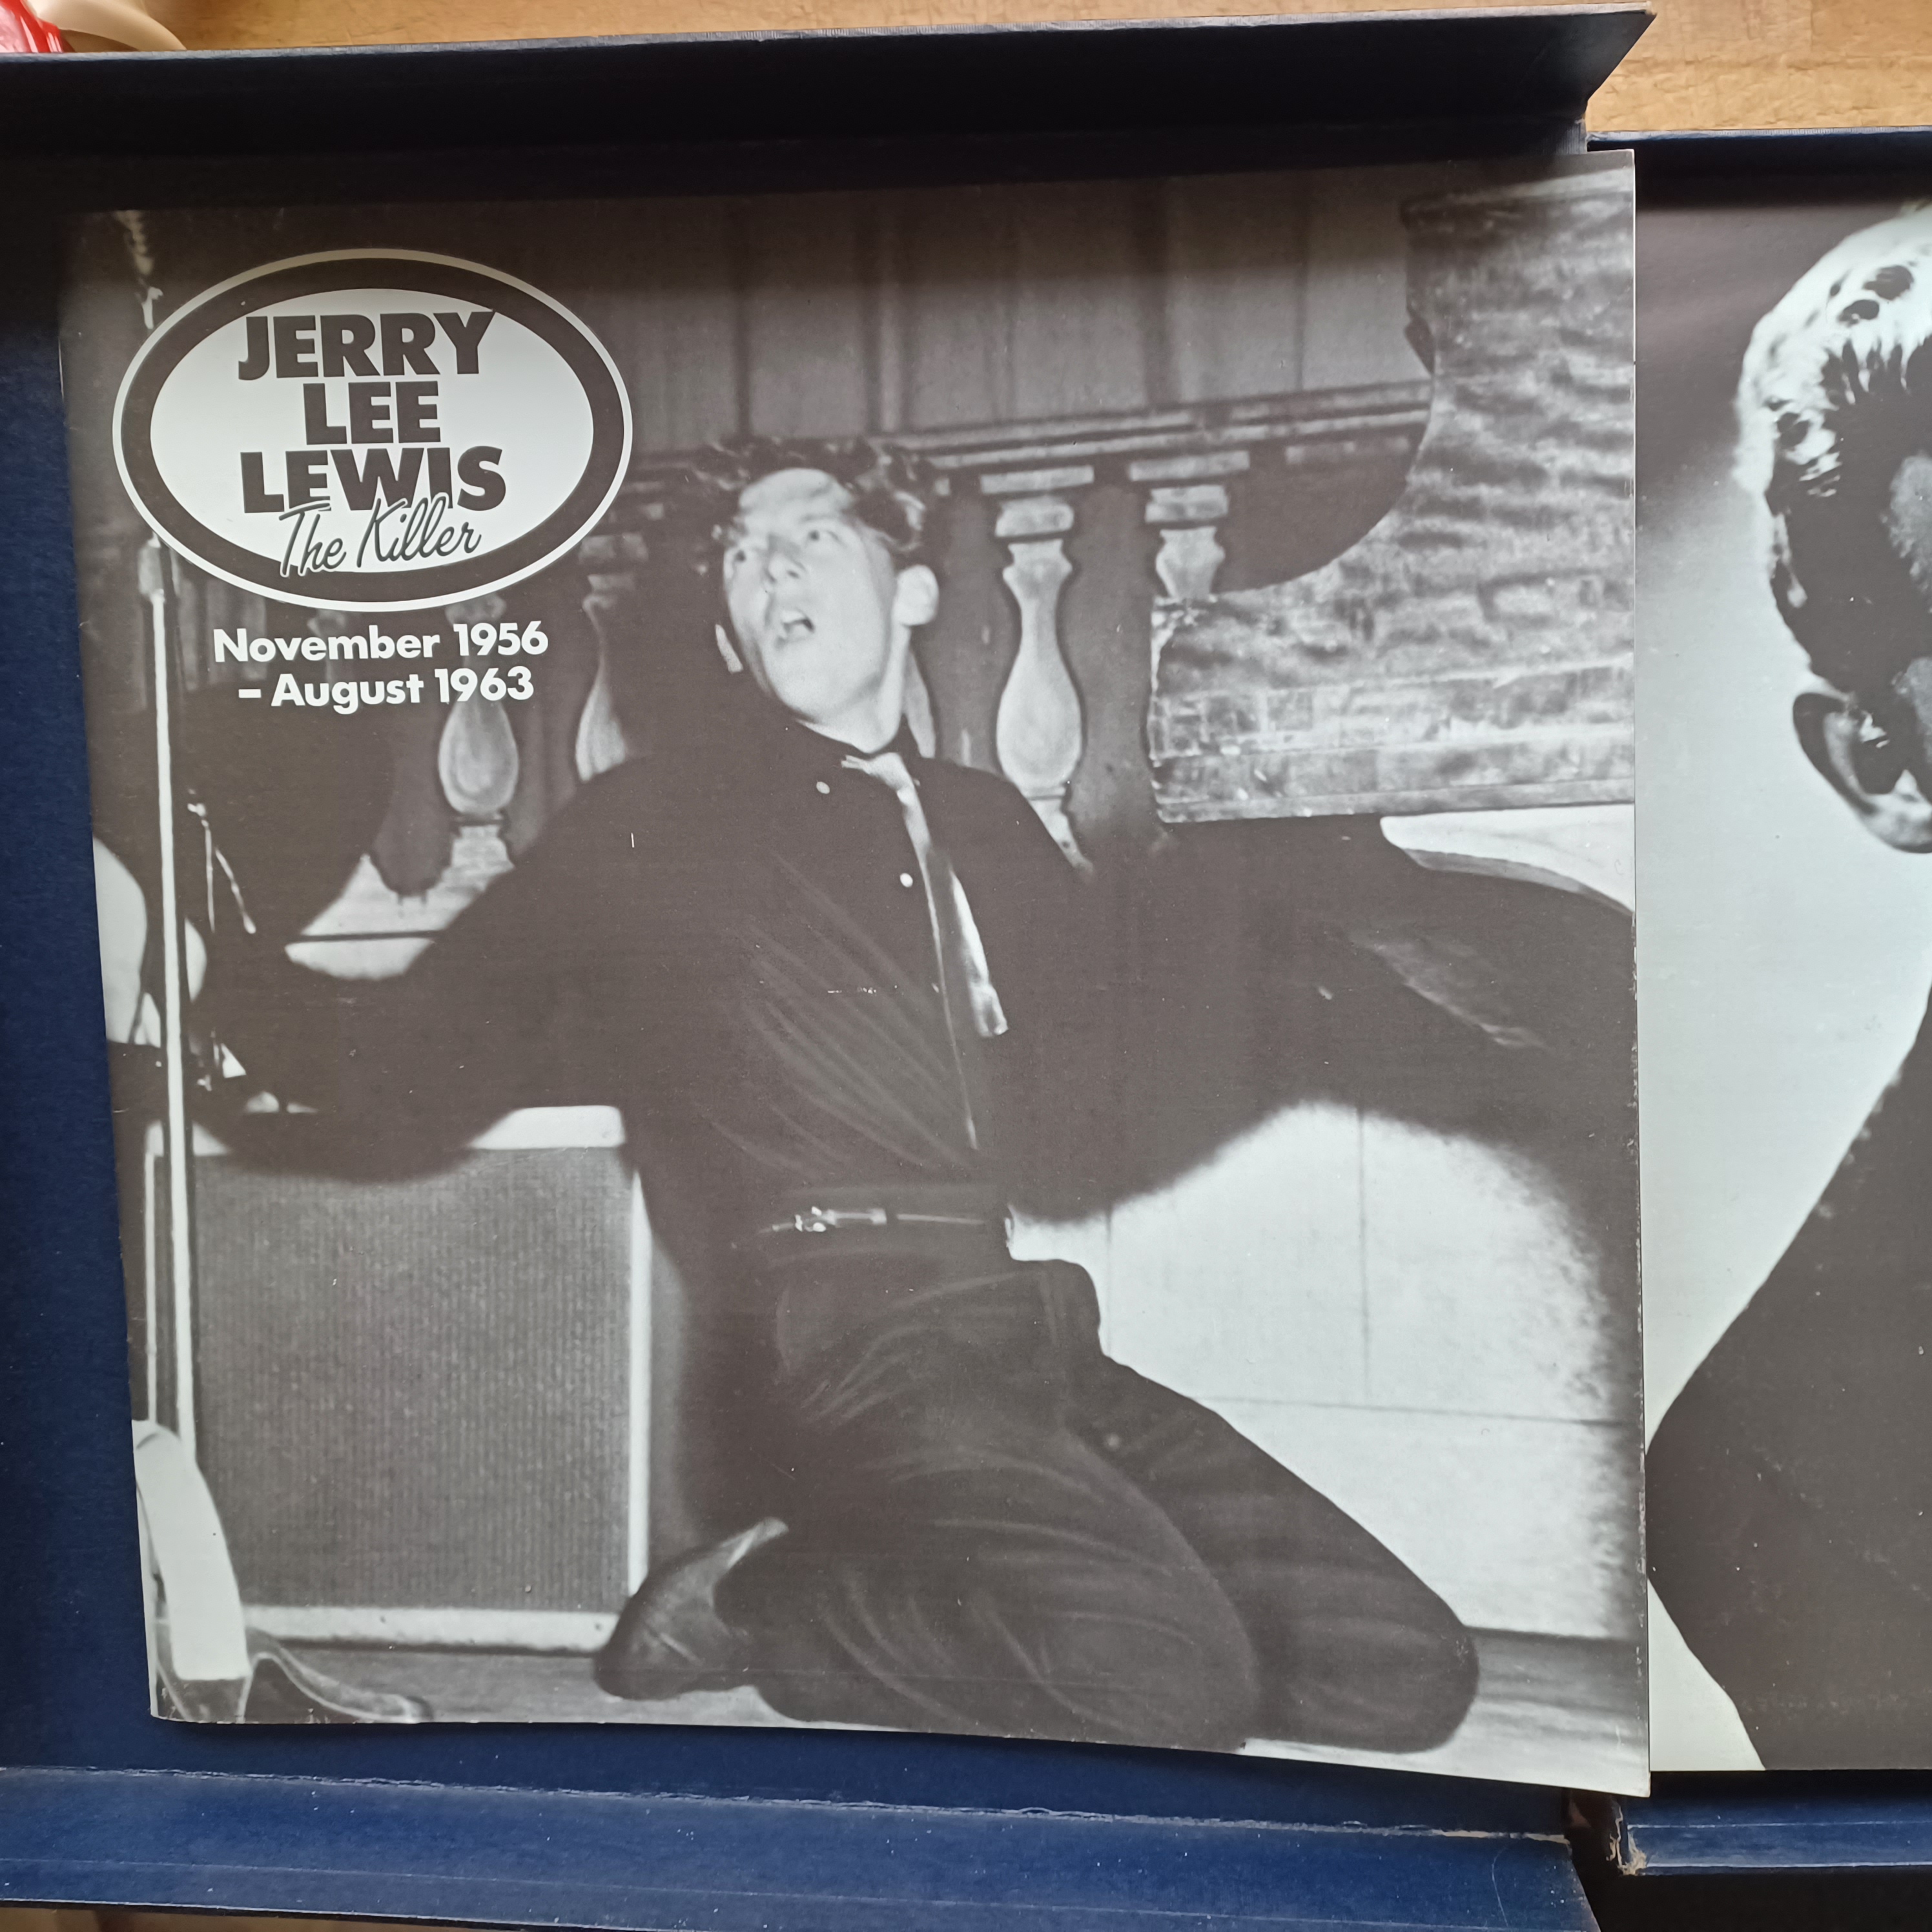 JERRY
LEE
LEWIS
The Killer
November 1956
– August 1963